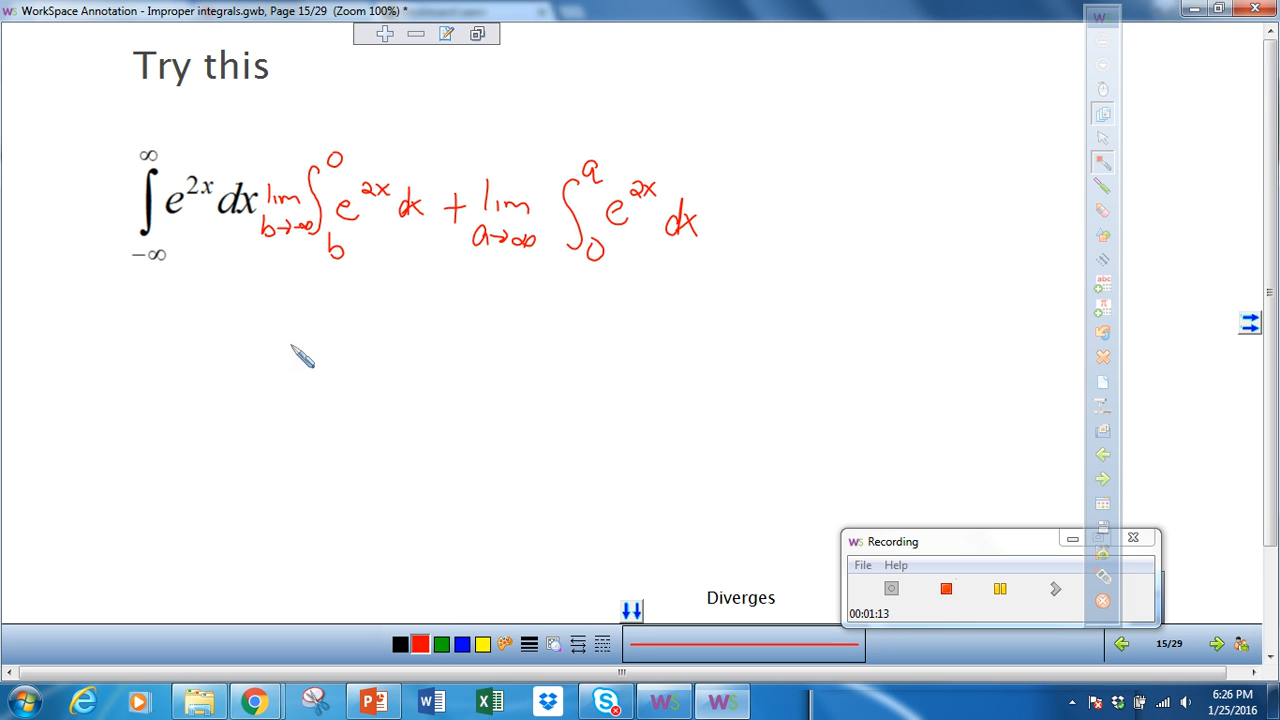 WorkSpace Annotation - Improper integrals.gwb, Page 15/29 (Zoom 100%) *
Try this
∫_{-∞}^{∞} e^{2x} dx lim_{b→-∞} ∫_b^0 e^{2x} dx + lim_{a→∞} ∫_0^a e^{2x} dx
WS Recording
File Help
00:01:13
Diverges
15/29
6:26 PM
1/25/2016